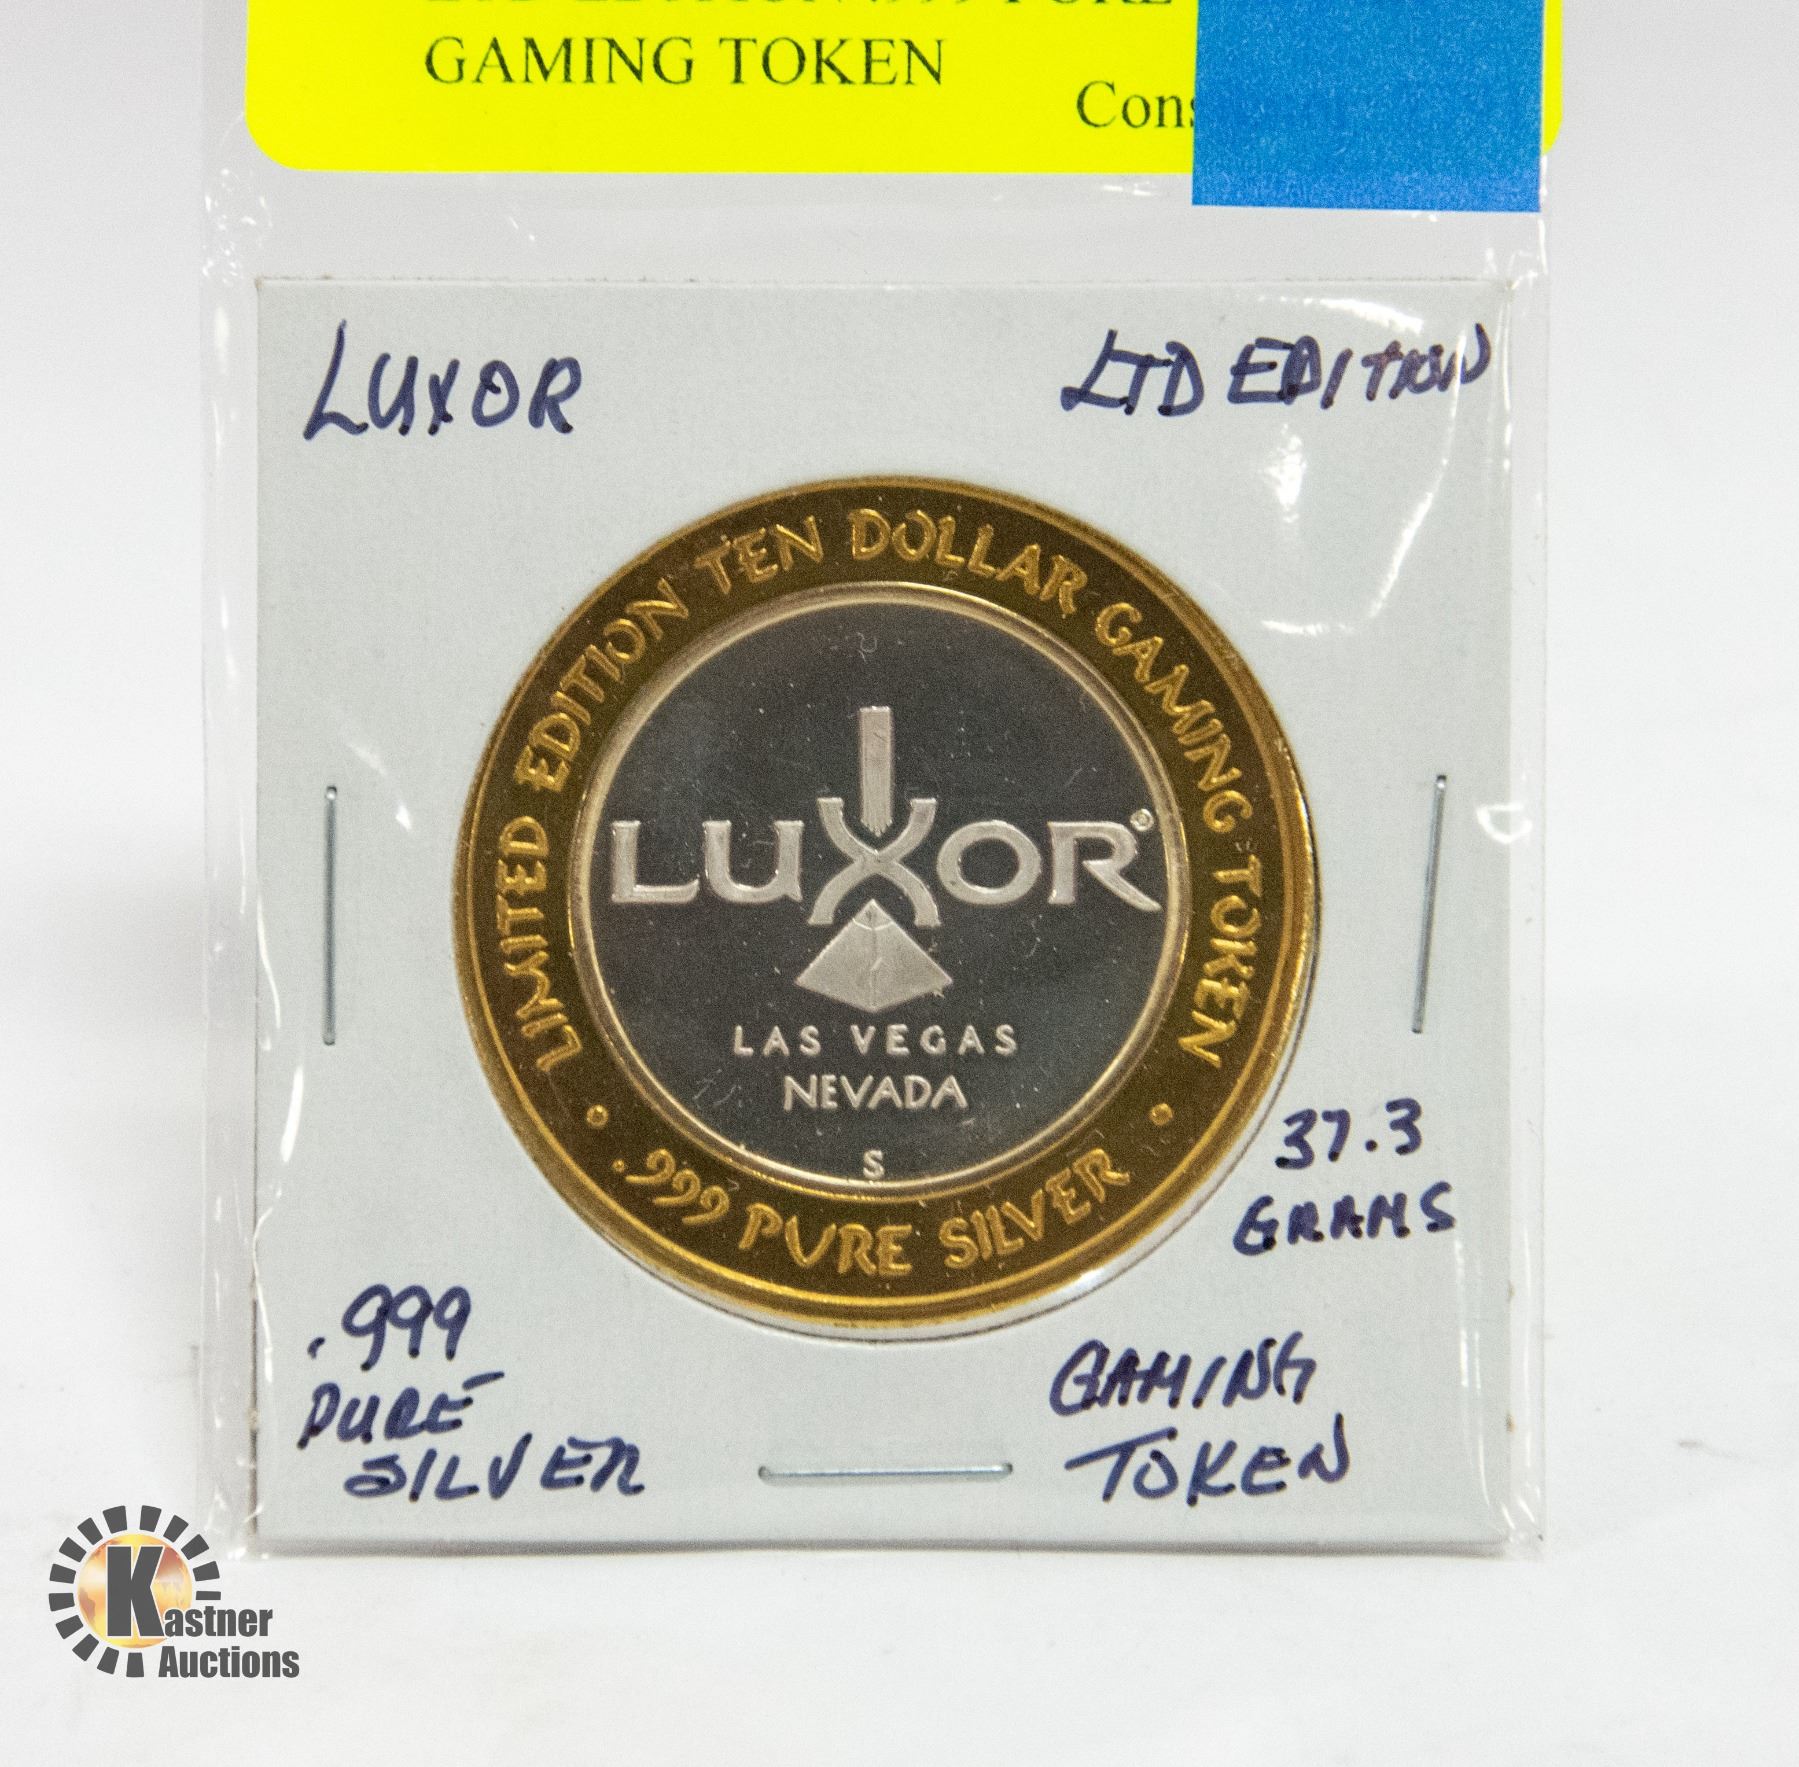 GAMING TOKEN
LUXOR
LTD EDITION
LIMITED EDITION TEN DOLLAR GAMING TOKEN
LUXOR®
LAS VEGAS
NEVADA
S
• .999 PURE SILVER •
37.3
GRAMS
.999
PURE
SILVER
GAMING
TOKEN
Kastner
Auctions